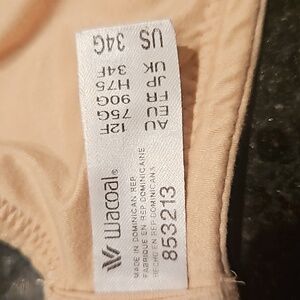 US 34G
UK 34F
JP H75
FR 90G
EU 75G
AU 12F
Wacoal®
MADE IN DOMINICAN REP.
FABRIQUE EN REP. DOMINICAINE
HECHO EN REP. DOMINICANA
853213